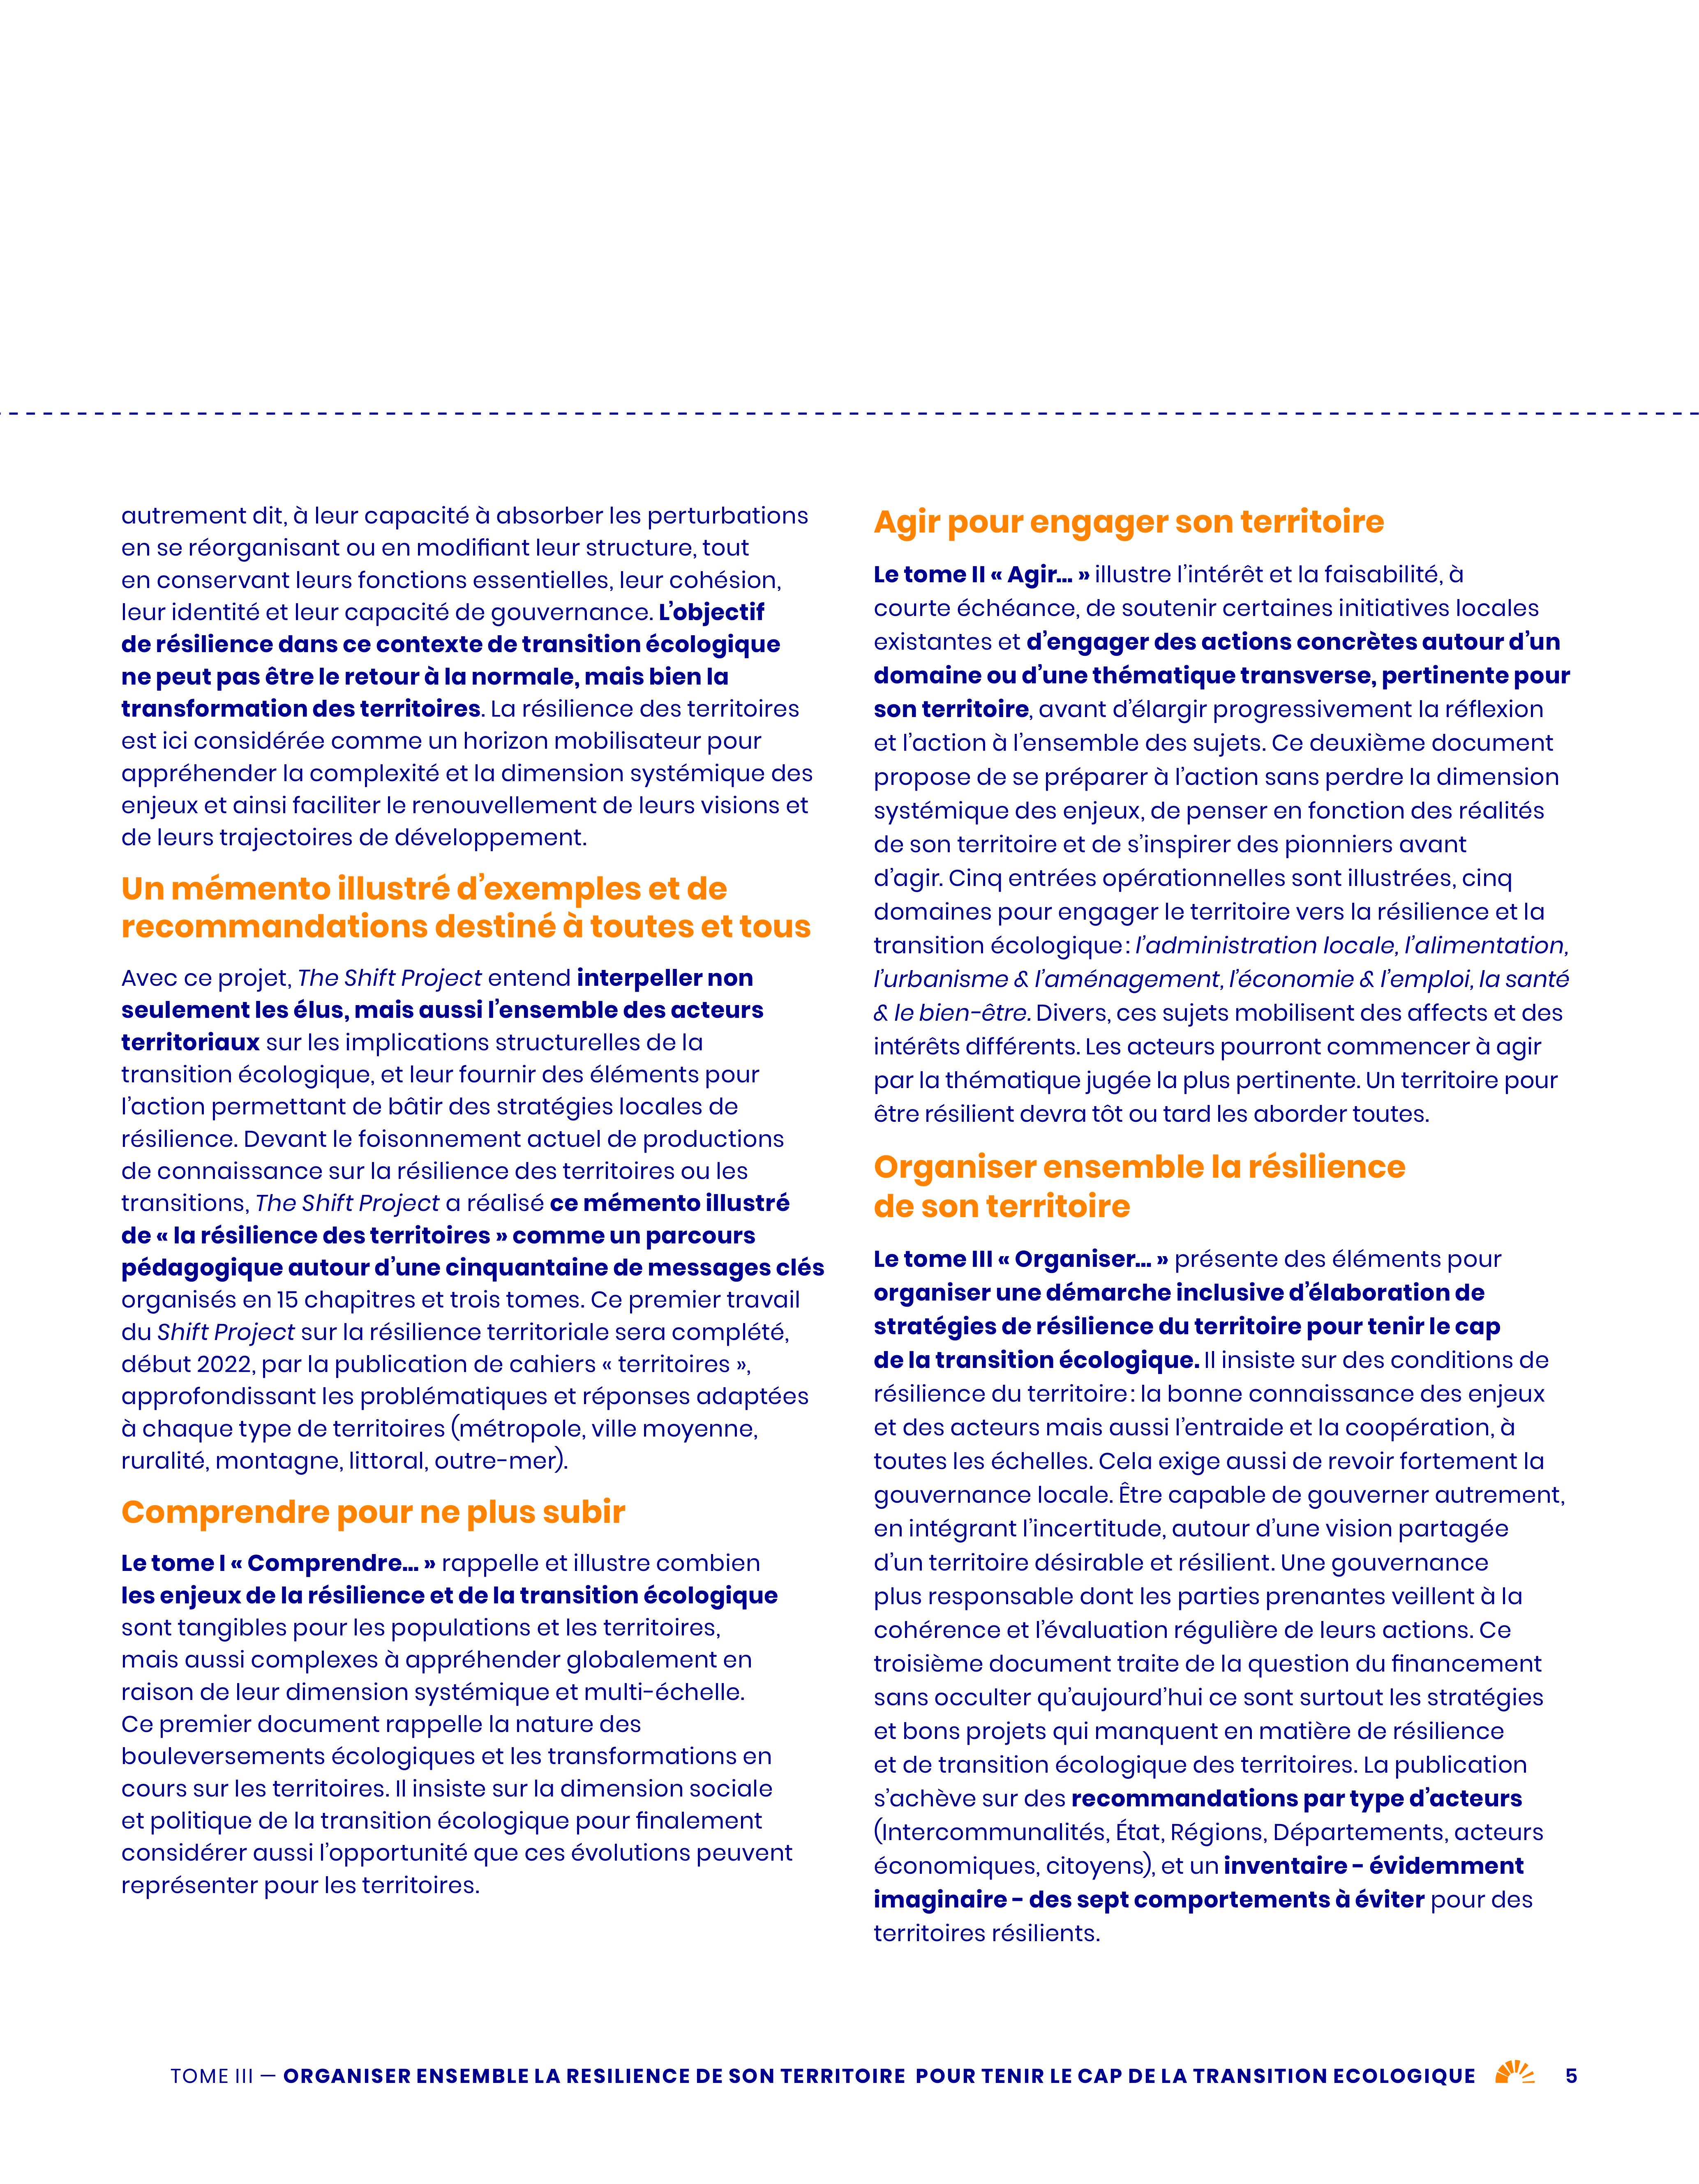 autrement dit, à leur capacité à absorber les perturbations
en se réorganisant ou en modifiant leur structure, tout
en conservant leurs fonctions essentielles, leur cohésion,
leur identité et leur capacité de gouvernance. L’objectif
de résilience dans ce contexte de transition écologique
ne peut pas être le retour à la normale, mais bien la
transformation des territoires. La résilience des territoires
est ici considérée comme un horizon mobilisateur pour
appréhender la complexité et la dimension systémique des
enjeux et ainsi faciliter le renouvellement de leurs visions et
de leurs trajectoires de développement.
Un mémento illustré d’exemples et de
recommandations destiné à toutes et tous
Avec ce projet, The Shift Project entend interpeller non
seulement les élus, mais aussi l’ensemble des acteurs
territoriaux sur les implications structurelles de la
transition écologique, et leur fournir des éléments pour
l’action permettant de bâtir des stratégies locales de
résilience. Devant le foisonnement actuel de productions
de connaissance sur la résilience des territoires ou les
transitions, The Shift Project a réalisé ce mémento illustré
de « la résilience des territoires » comme un parcours
pédagogique autour d’une cinquantaine de messages clés
organisés en 15 chapitres et trois tomes. Ce premier travail
du Shift Project sur la résilience territoriale sera complété,
début 2022, par la publication de cahiers « territoires »,
approfondissant les problématiques et réponses adaptées
à chaque type de territoires (métropole, ville moyenne,
ruralité, montagne, littoral, outre-mer).
Comprendre pour ne plus subir
Le tome I « Comprendre... » rappelle et illustre combien
les enjeux de la résilience et de la transition écologique
sont tangibles pour les populations et les territoires,
mais aussi complexes à appréhender globalement en
raison de leur dimension systémique et multi-échelle.
Ce premier document rappelle la nature des
bouleversements écologiques et les transformations en
cours sur les territoires. Il insiste sur la dimension sociale
et politique de la transition écologique pour finalement
considérer aussi l’opportunité que ces évolutions peuvent
représenter pour les territoires.
Agir pour engager son territoire
Le tome II « Agir... » illustre l’intérêt et la faisabilité, à
courte échéance, de soutenir certaines initiatives locales
existantes et d’engager des actions concrètes autour d’un
domaine ou d’une thématique transverse, pertinente pour
son territoire, avant d’élargir progressivement la réflexion
et l’action à l’ensemble des sujets. Ce deuxième document
propose de se préparer à l’action sans perdre la dimension
systémique des enjeux, de penser en fonction des réalités
de son territoire et de s’inspirer des pionniers avant
d’agir. Cinq entrées opérationnelles sont illustrées, cinq
domaines pour engager le territoire vers la résilience et la
transition écologique : l’administration locale, l’alimentation,
l’urbanisme & l’aménagement, l’économie & l’emploi, la santé
& le bien-être. Divers, ces sujets mobilisent des affects et des
intérêts différents. Les acteurs pourront commencer à agir
par la thématique jugée la plus pertinente. Un territoire pour
être résilient devra tôt ou tard les aborder toutes.
Organiser ensemble la résilience
de son territoire
Le tome III « Organiser... » présente des éléments pour
organiser une démarche inclusive d’élaboration de
stratégies de résilience du territoire pour tenir le cap
de la transition écologique. Il insiste sur des conditions de
résilience du territoire : la bonne connaissance des enjeux
et des acteurs mais aussi l’entraide et la coopération, à
toutes les échelles. Cela exige aussi de revoir fortement la
gouvernance locale. Être capable de gouverner autrement,
en intégrant l’incertitude, autour d’une vision partagée
d’un territoire désirable et résilient. Une gouvernance
plus responsable dont les parties prenantes veillent à la
cohérence et l’évaluation régulière de leurs actions. Ce
troisième document traite de la question du financement
sans occulter qu’aujourd’hui ce sont surtout les stratégies
et bons projets qui manquent en matière de résilience
et de transition écologique des territoires. La publication
s’achève sur des recommandations par type d’acteurs
(Intercommunalités, État, Régions, Départements, acteurs
économiques, citoyens), et un inventaire - évidemment
imaginaire - des sept comportements à éviter pour des
territoires résilients.
TOME III — ORGANISER ENSEMBLE LA RESILIENCE DE SON TERRITOIRE POUR TENIR LE CAP DE LA TRANSITION ECOLOGIQUE 5